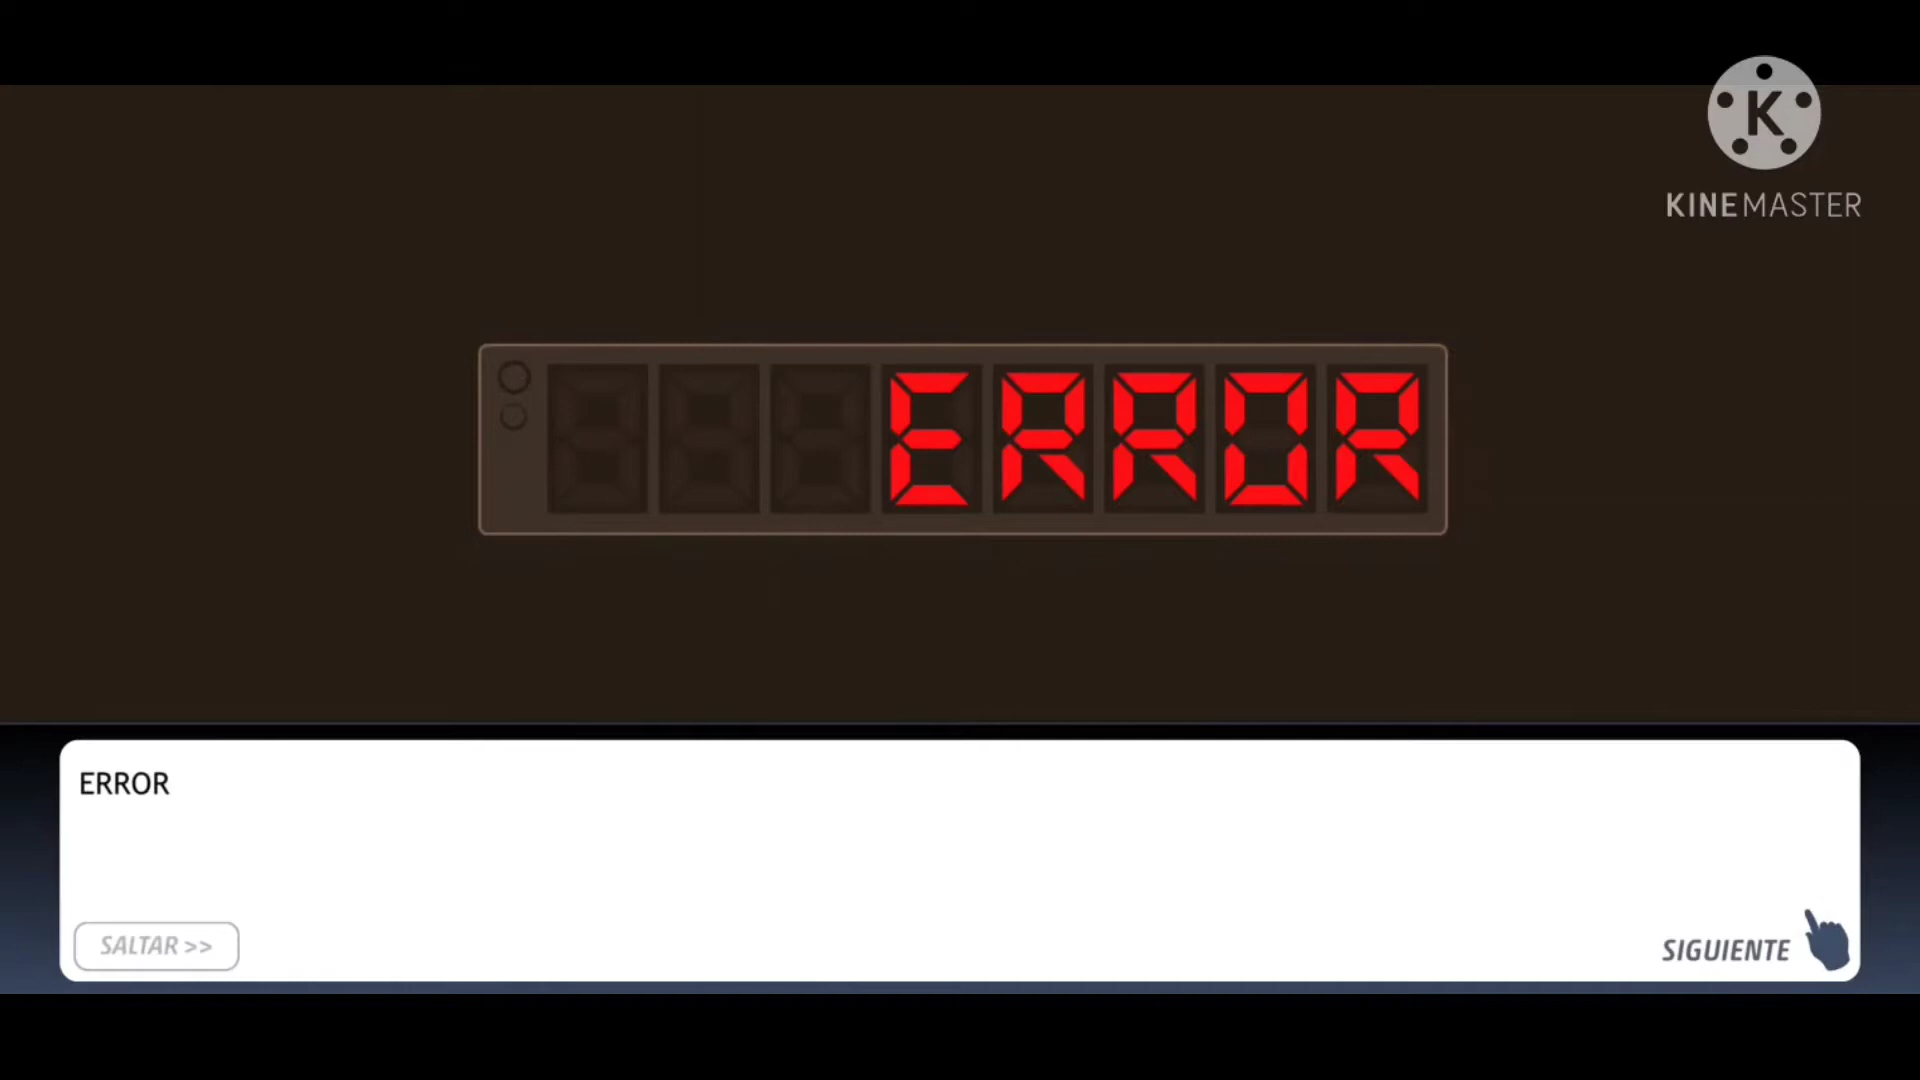 K
KINEMASTER
ERROR
ERROR
SALTAR >>
SIGUIENTE